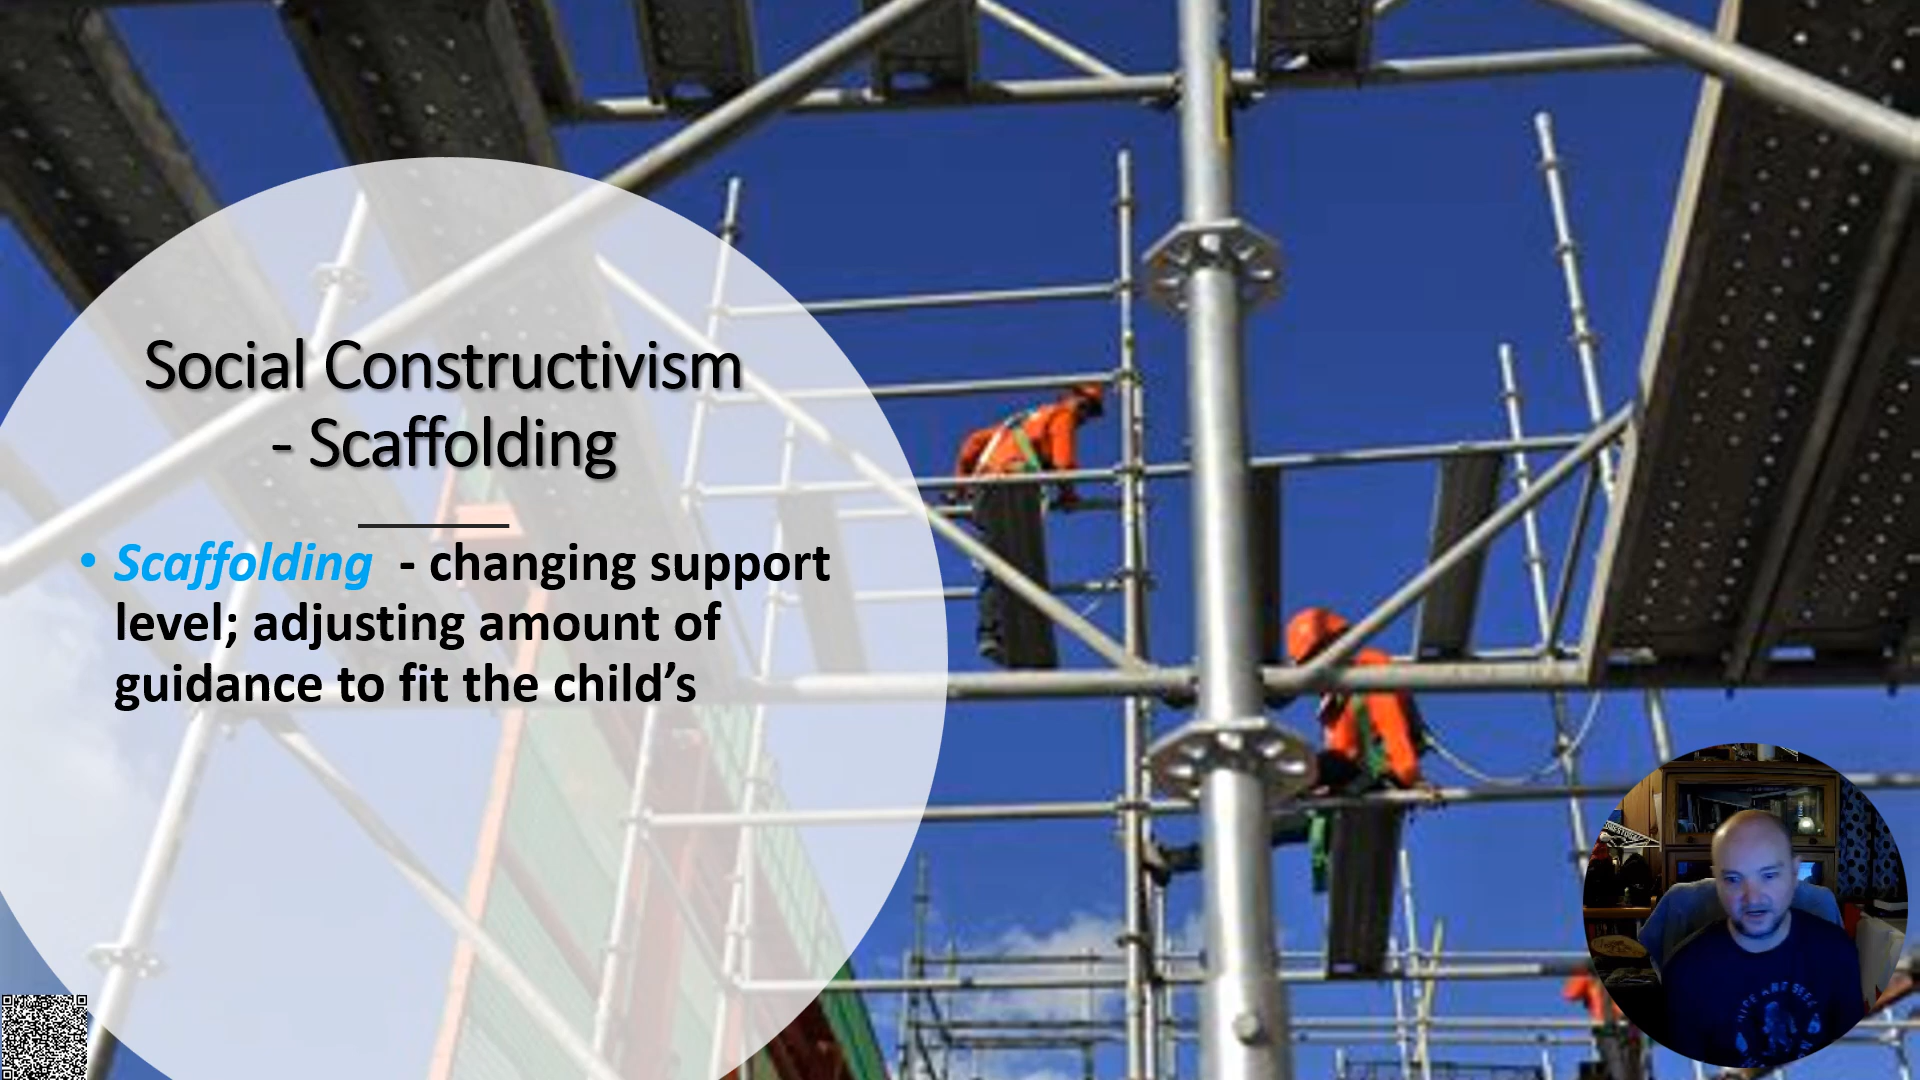 Social Constructivism
- Scaffolding
• Scaffolding - changing support
level; adjusting amount of
guidance to fit the child’s